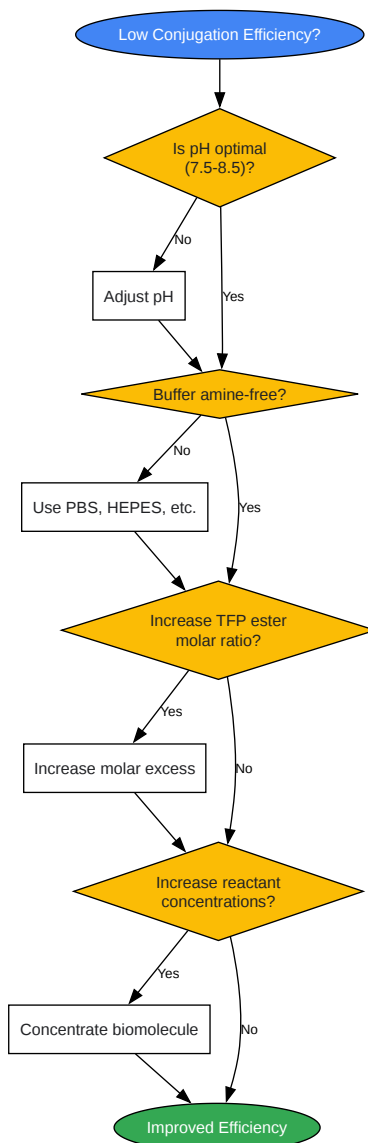 Low Conjugation Efficiency?
Is pH optimal
(7.5-8.5)?
No
Adjust pH
Yes
Buffer amine-free?
No
Use PBS, HEPES, etc.
Yes
Increase TFP ester
molar ratio?
Yes
Increase molar excess
No
Increase reactant
concentrations?
Yes
Concentrate biomolecule
No
Improved Efficiency